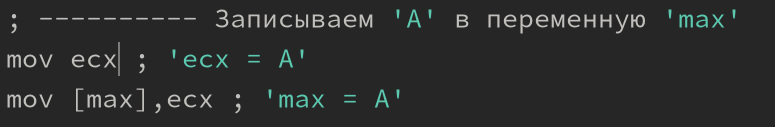 ; ---------- Записываем 'A' в переменную 'max'
mov ecx ; 'ecx = A'
mov [max],ecx ; 'max = A'